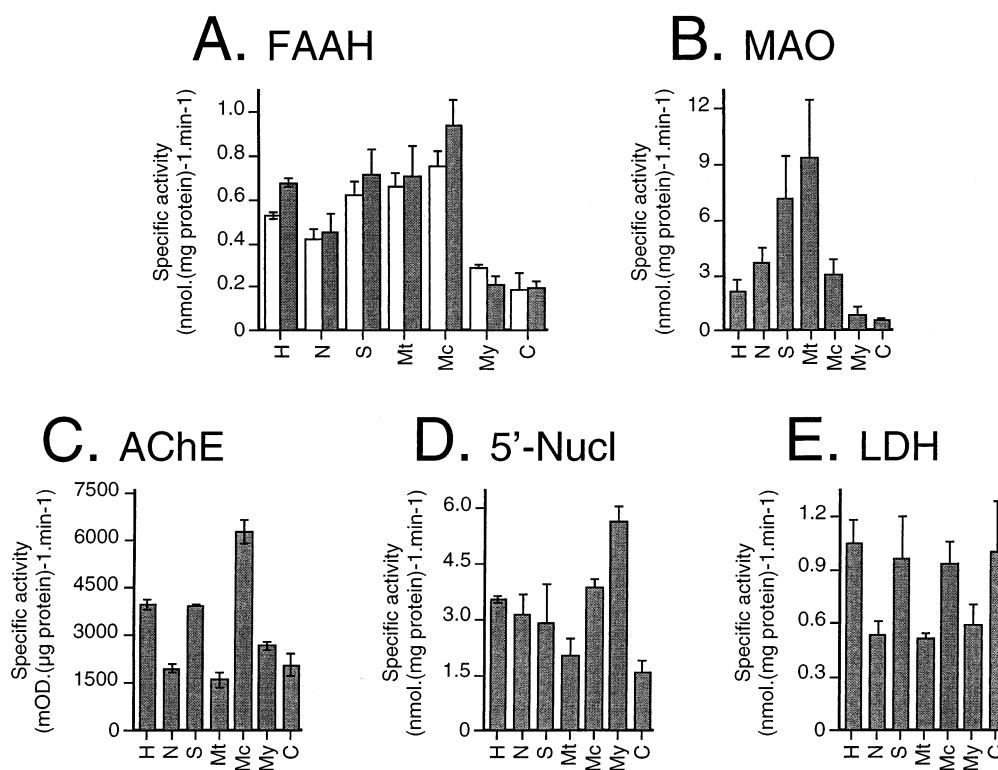 A. FAAH
Specific activity
(nmol.(mg protein)-1.min-1)
1.0
0.8
0.6
0.4
0.2
0
H N S Mt Mc My C
B. MAO
Specific activity
(nmol.(mg protein)-1.min-1)
12
9
6
3
0
H N S Mt Mc My C
C. AChE
Specific activity
(mOD.(µg protein)-1.min-1)
7500
6000
4500
3000
1500
0
H N S Mt Mc My C
D. 5'-Nucl
Specific activity
(nmol.(mg protein)-1.min-1)
6.0
4.5
3.0
1.5
0
H N S Mt Mc My C
E. LDH
Specific activity
(nmol.(mg protein)-1.min-1)
1.2
0.9
0.6
0.3
0
H N S Mt Mc My C